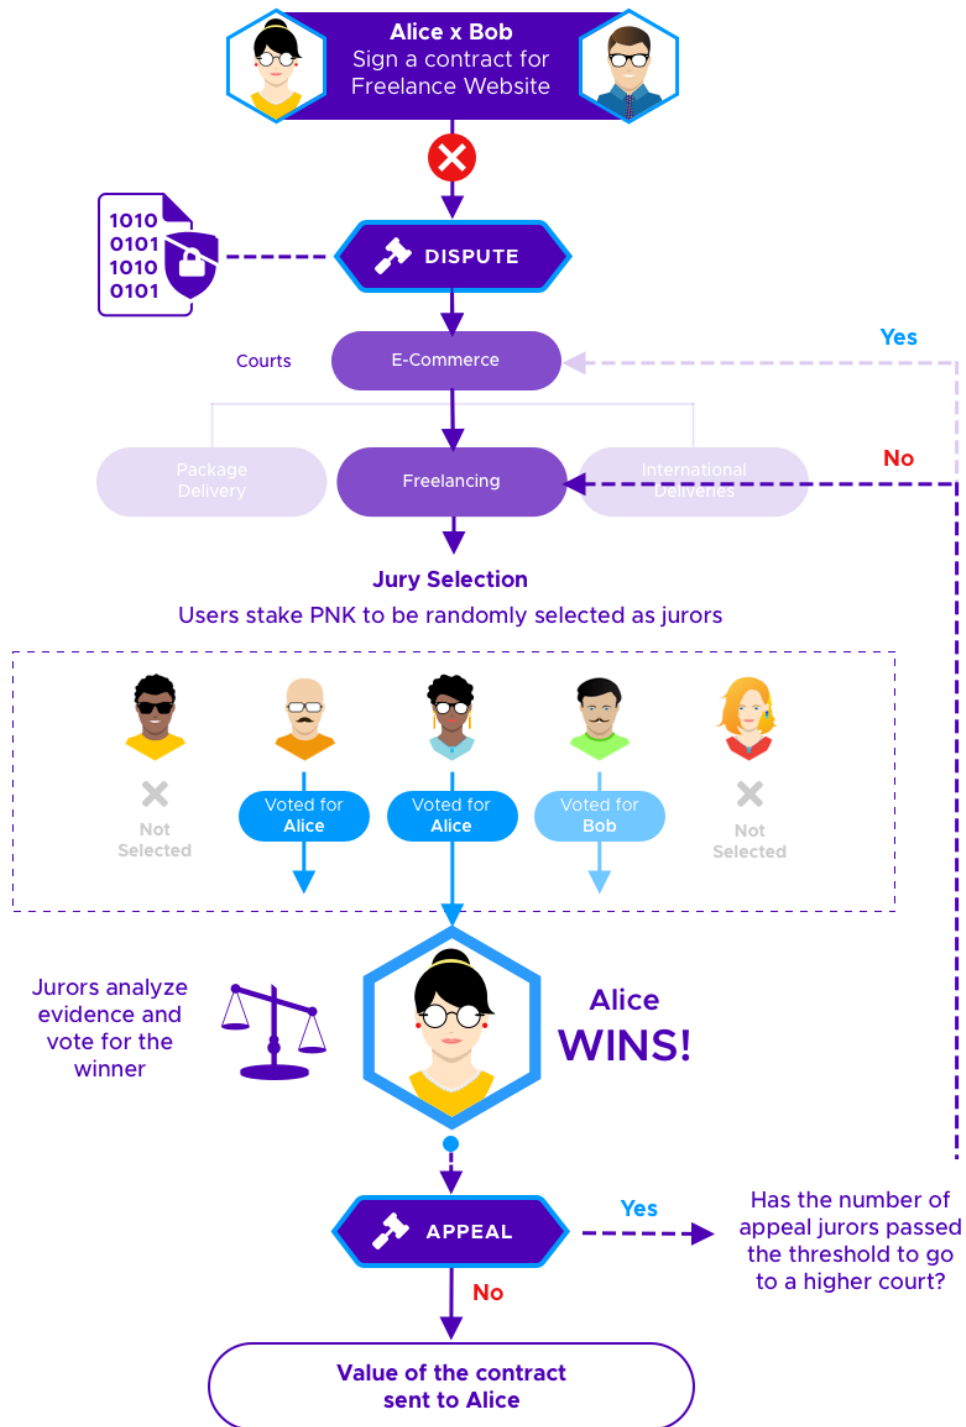 Alice x Bob
Sign a contract for
Freelance Website
1010
0101
1010
0101
DISPUTE
Courts
E-Commerce
Yes
Package
Delivery
Freelancing
International
Deliveries
No
Jury Selection
Users stake PNK to be randomly selected as jurors
Not
Selected
Voted for
Alice
Voted for
Alice
Voted for
Bob
Not
Selected
Jurors analyze
evidence and
vote for the
winner
Alice
WINS!
APPEAL
Yes
Has the number of
appeal jurors passed
the threshold to go
to a higher court?
No
Value of the contract
sent to Alice